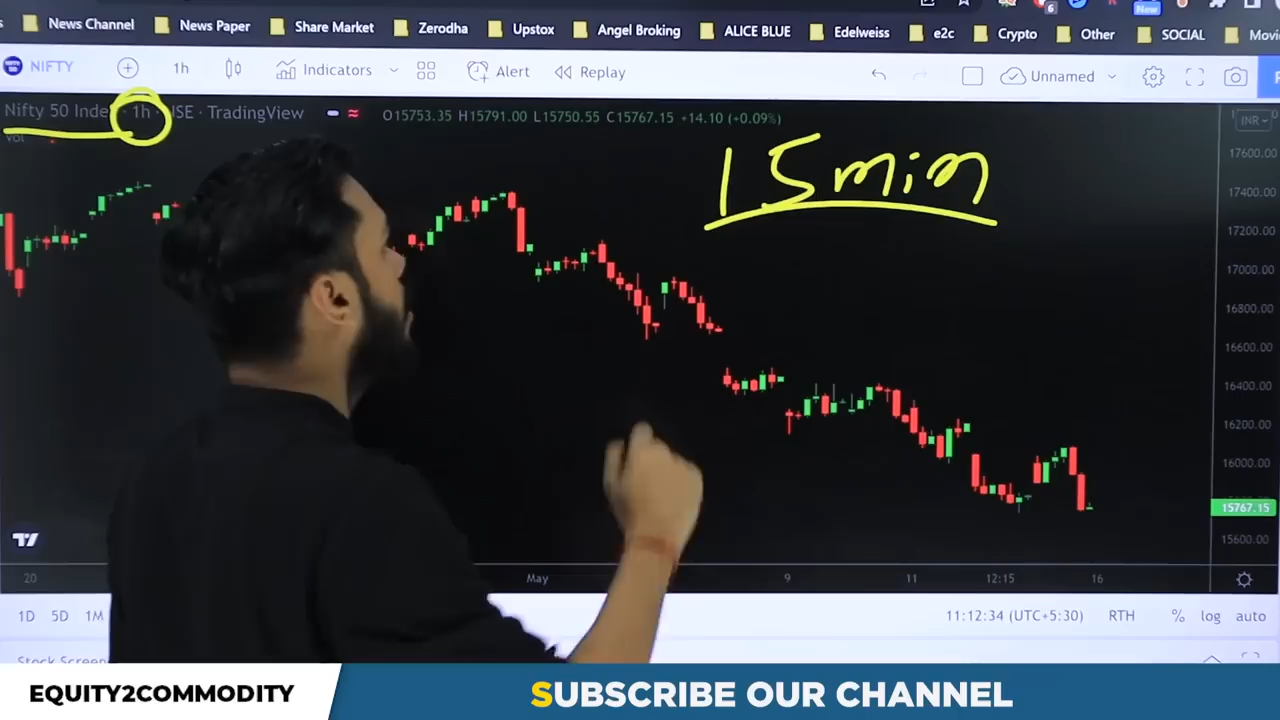 News Channel News Paper Share Market Zerodha Upstox Angel Broking ALICE BLUE Edelweiss e2c Crypto Other SOCIAL
6 New
NIFTY 1h Indicators Alert Replay Unnamed
1h TradingView O15753.35 H15791.00 L15750.55 C15767.15 +14.10 (+0.09%)
Nifty 50
INR
15min
17600.00
17400.00
17200.00
17000.00
16800.00
16600.00
16400.00
16200.00
16000.00
15767.15
15600.00
20 May 9 11 12:15 16
1D 5D 1M 11:12:34 (UTC+5:30) RTH % log auto
EQUITY2COMMODITY SUBSCRIBE OUR CHANNEL